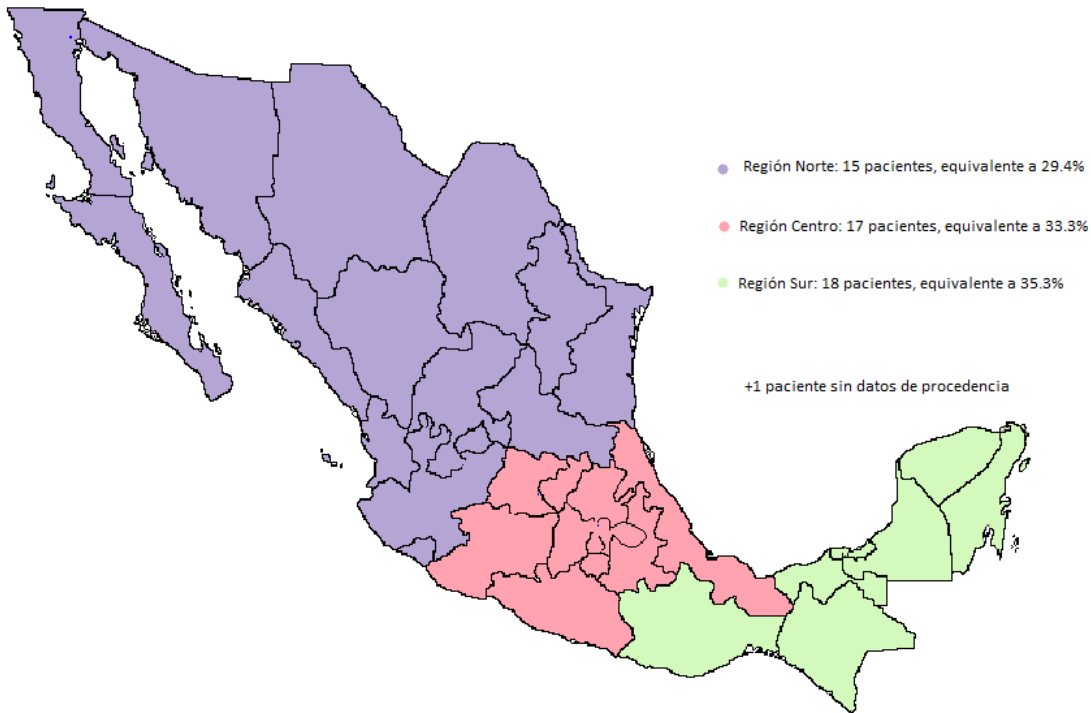 Región Norte: 15 pacientes, equivalente a 29.4%
Región Centro: 17 pacientes, equivalente a 33.3%
Región Sur: 18 pacientes, equivalente a 35.3%
+1 paciente sin datos de procedencia